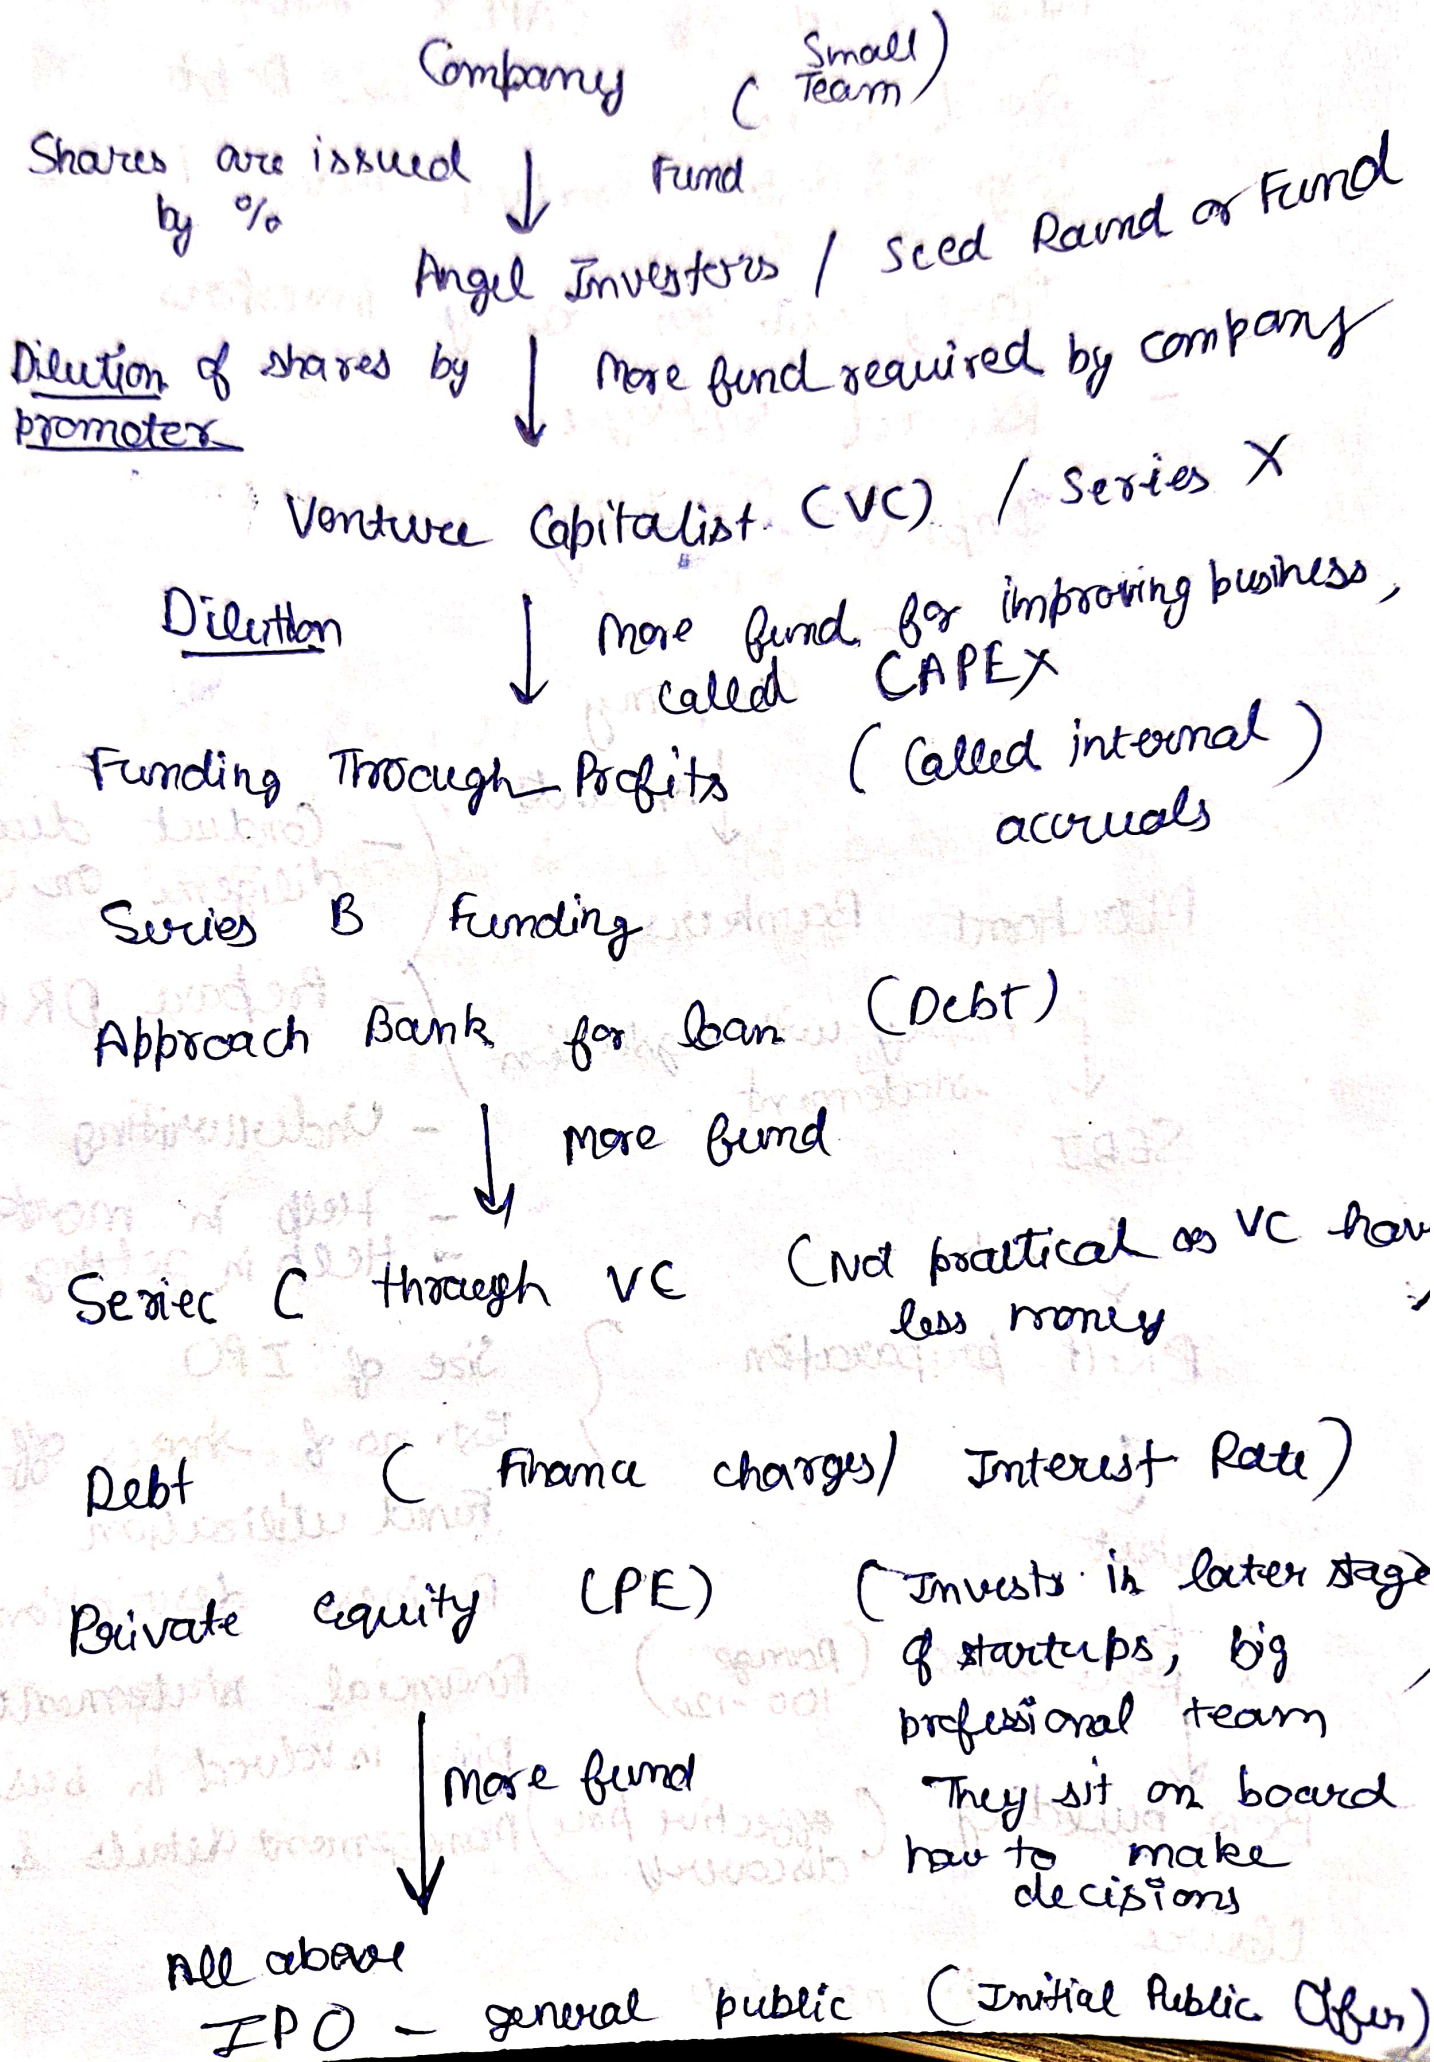 Company ( Small Team )
Shares are issued by %
Fund
Angel Investors / Seed Round or Fund
Dilution of shares by promoter
More fund required by company
Venture Capitalist (VC) / Series X
Dilution
More fund for improving business,
called CAPEX
Funding Through Profits ( Called internal accruals )
Series B Funding
Approach Bank for loan (Debt)
More fund
Series C through VC (Not practical as VC hav
less money
Debt ( Finance charges/ Interest Rate)
Private Equity (PE) ( Invests in later stage
of startups, big
professional team
They sit on board
hav to make
decisions
More fund
All above
IPO - general public (Initial Public Offer)